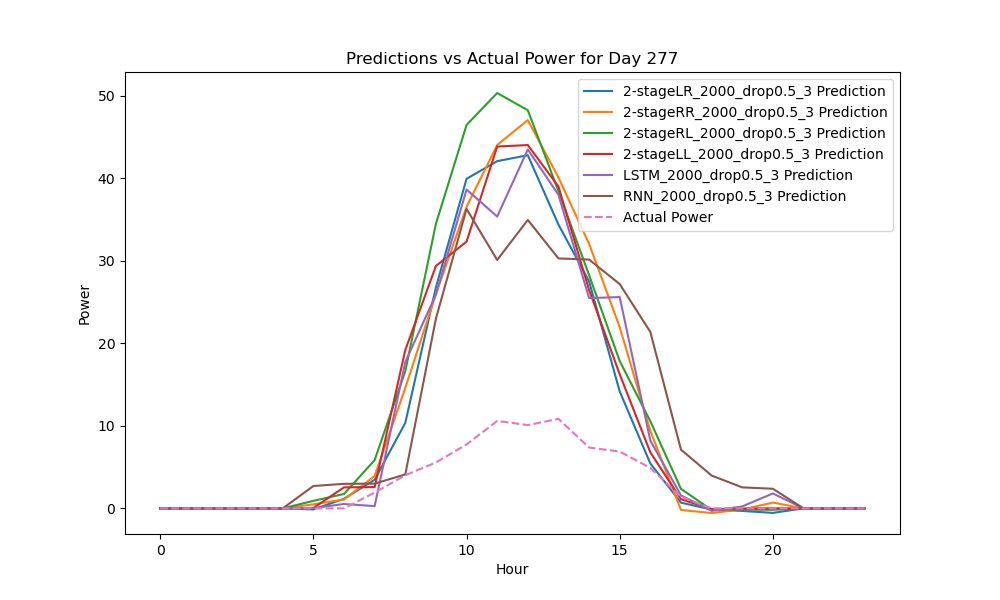 Predictions vs Actual Power for Day 277
2-stageLR_2000_drop0.5_3 Prediction
2-stageRR_2000_drop0.5_3 Prediction
2-stageRL_2000_drop0.5_3 Prediction
2-stageLL_2000_drop0.5_3 Prediction
LSTM_2000_drop0.5_3 Prediction
RNN_2000_drop0.5_3 Prediction
Actual Power
Power
50
40
30
20
10
0
0 5 10 15 20
Hour